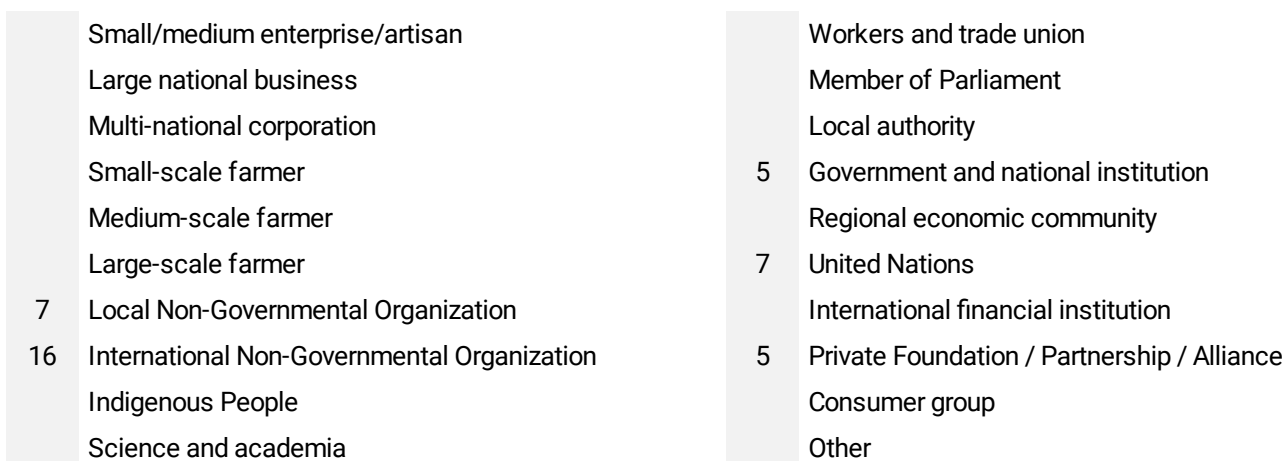 Small/medium enterprise/artisan
Large national business
Multi-national corporation
Small-scale farmer
Medium-scale farmer
Large-scale farmer
7 Local Non-Governmental Organization
16 International Non-Governmental Organization
Indigenous People
Science and academia
Workers and trade union
Member of Parliament
Local authority
5 Government and national institution
Regional economic community
7 United Nations
International financial institution
5 Private Foundation / Partnership / Alliance
Consumer group
Other